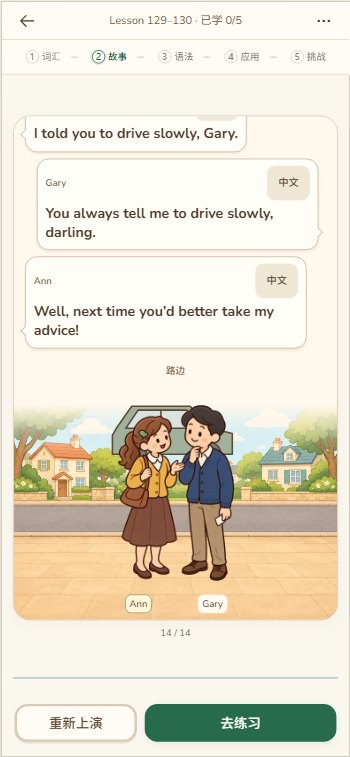 Lesson 129–130 · 已学 0/5
1 词汇 – 2 故事 – 3 语法 – 4 应用 – 5 挑战
I told you to drive slowly, Gary.
Gary
中文
You always tell me to drive slowly,
darling.
Ann
中文
Well, next time you’d better take my
advice!
路边
Ann
Gary
14 / 14
重新上演
去练习